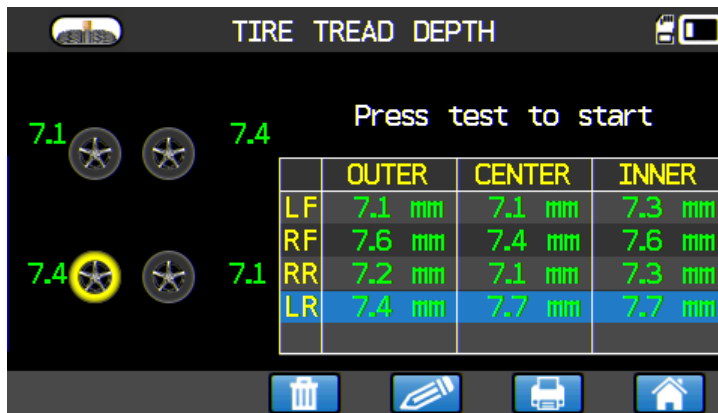 TIRE TREAD DEPTH
Press test to start
7.1 7.4
7.4 7.1
OUTER CENTER INNER
LF 7.1 mm 7.1 mm 7.3 mm
RF 7.6 mm 7.4 mm 7.6 mm
RR 7.2 mm 7.1 mm 7.3 mm
LR 7.4 mm 7.7 mm 7.7 mm